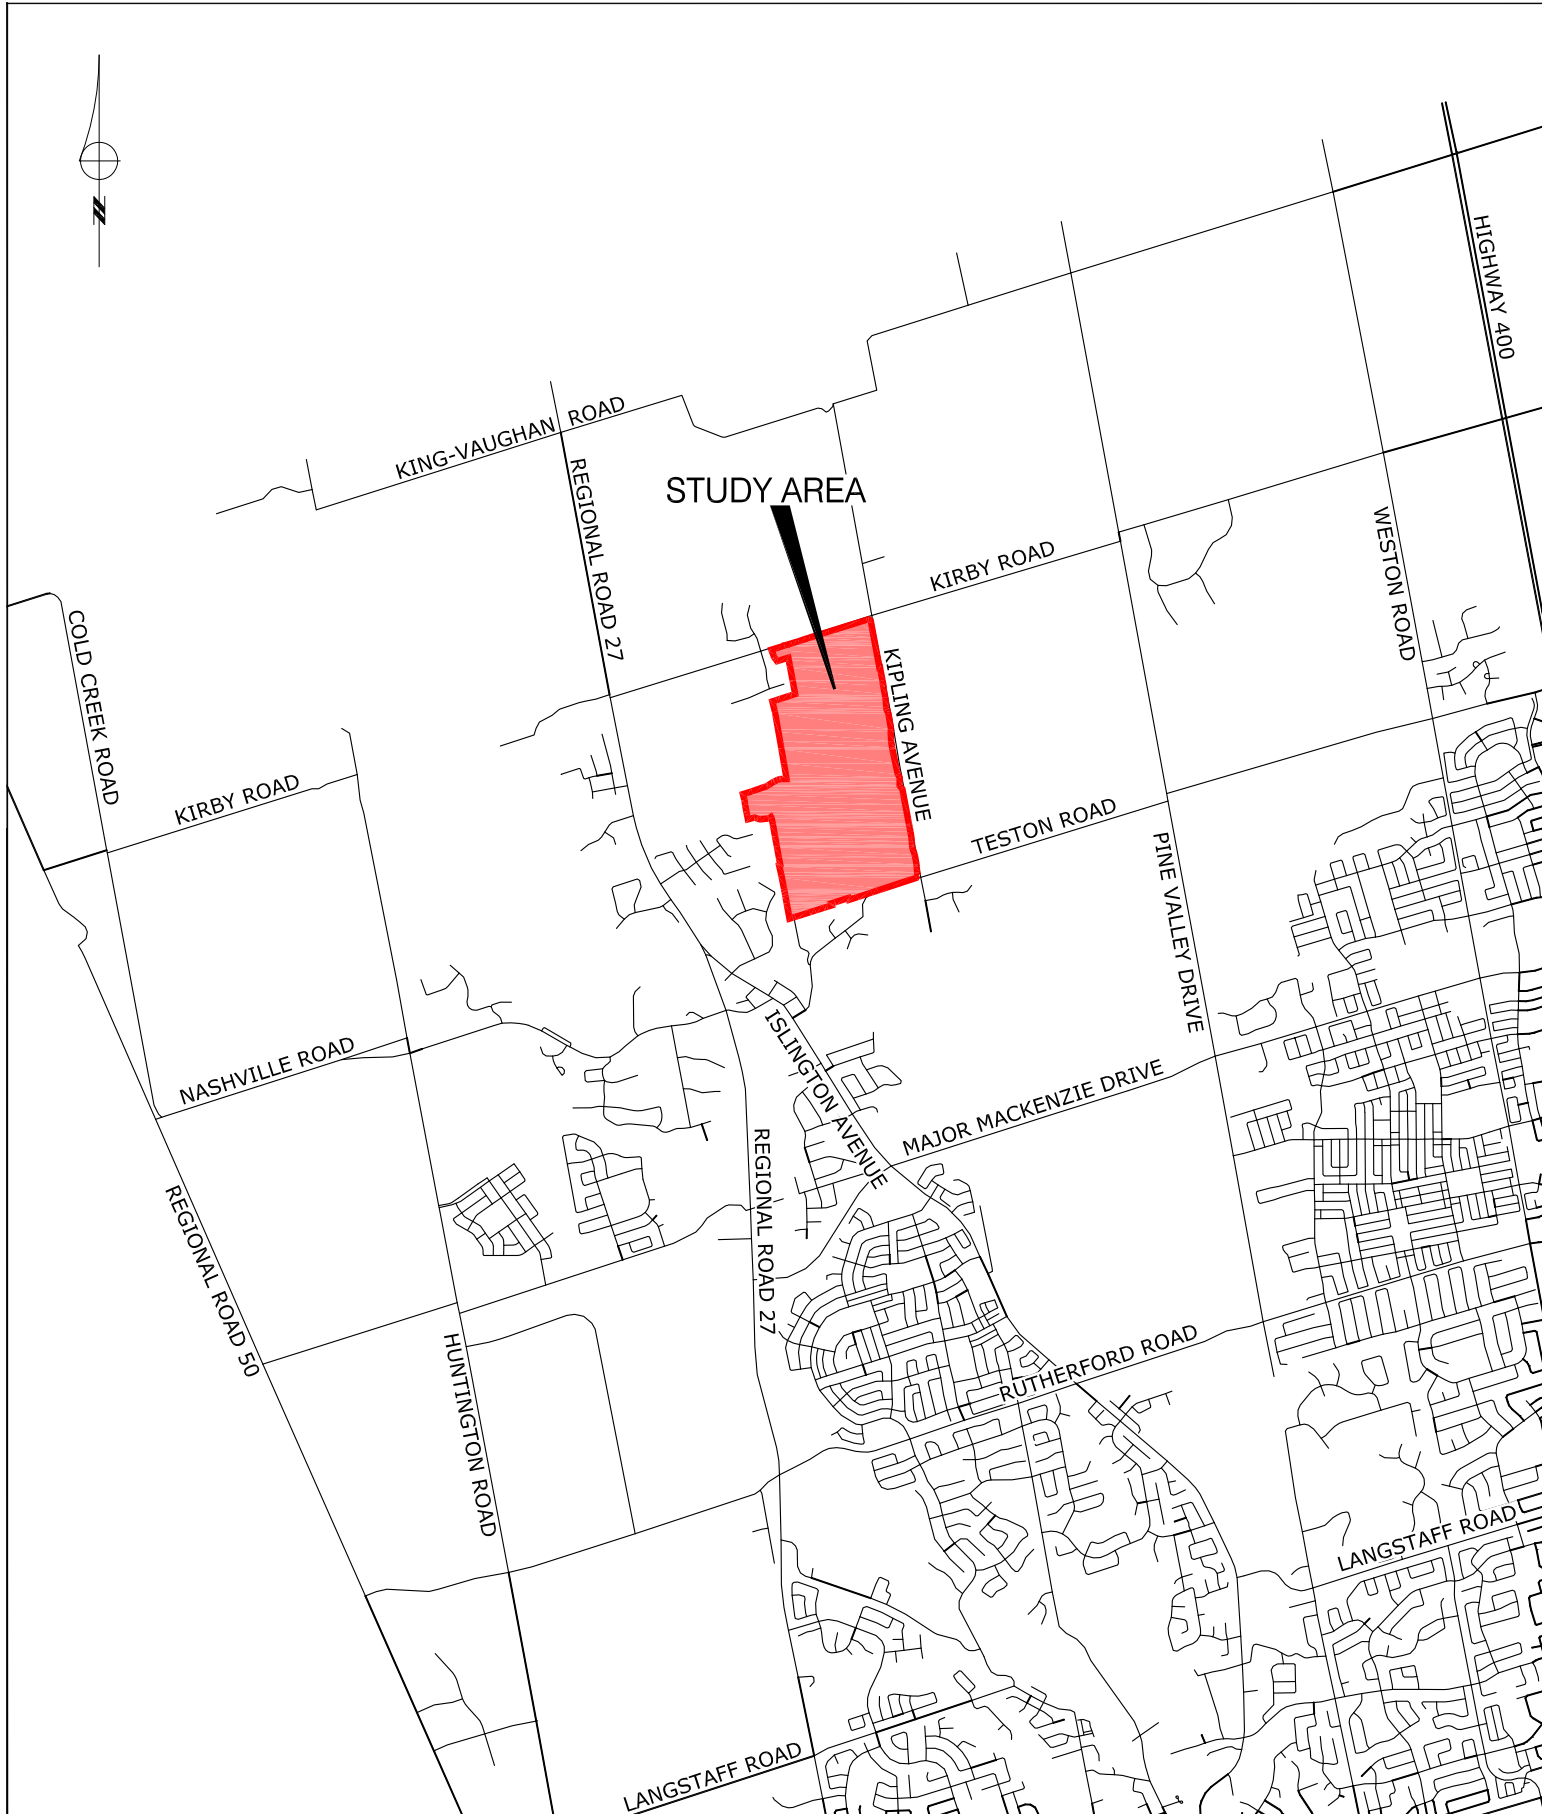 N
HIGHWAY 400
KING-VAUGHAN ROAD
REGIONAL ROAD 27
STUDY AREA
WESTON ROAD
KIRBY ROAD
COLD CREEK ROAD
KIPLING AVENUE
KIRBY ROAD
TESTON ROAD
PINE VALLEY DRIVE
NASHVILLE ROAD
ISLINGTON AVENUE
MAJOR MACKENZIE DRIVE
REGIONAL ROAD 27
REGIONAL ROAD 50
HUNTINGTON ROAD
RUTHERFORD ROAD
LANGSTAFF ROAD
LANGSTAFF ROAD